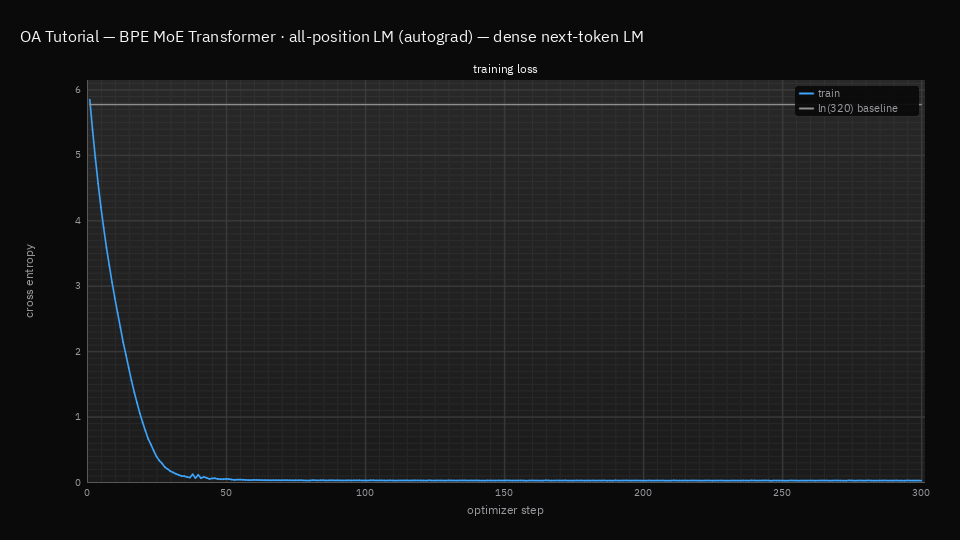 OA Tutorial — BPE MoE Transformer · all-position LM (autograd) — dense next-token LM
training loss
train
ln(320) baseline
cross entropy
6
5
4
3
2
1
0
0 50 100 150 200 250 300
optimizer step